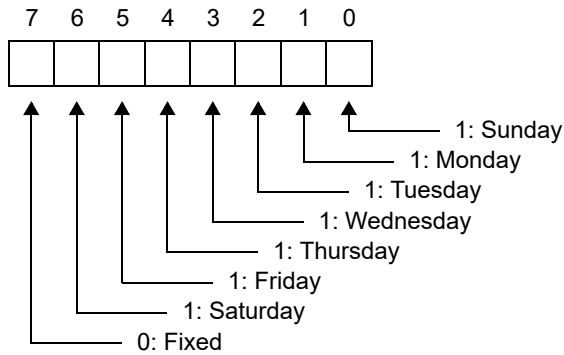 7 6 5 4 3 2 1 0
1: Sunday
1: Monday
1: Tuesday
1: Wednesday
1: Thursday
1: Friday
1: Saturday
0: Fixed